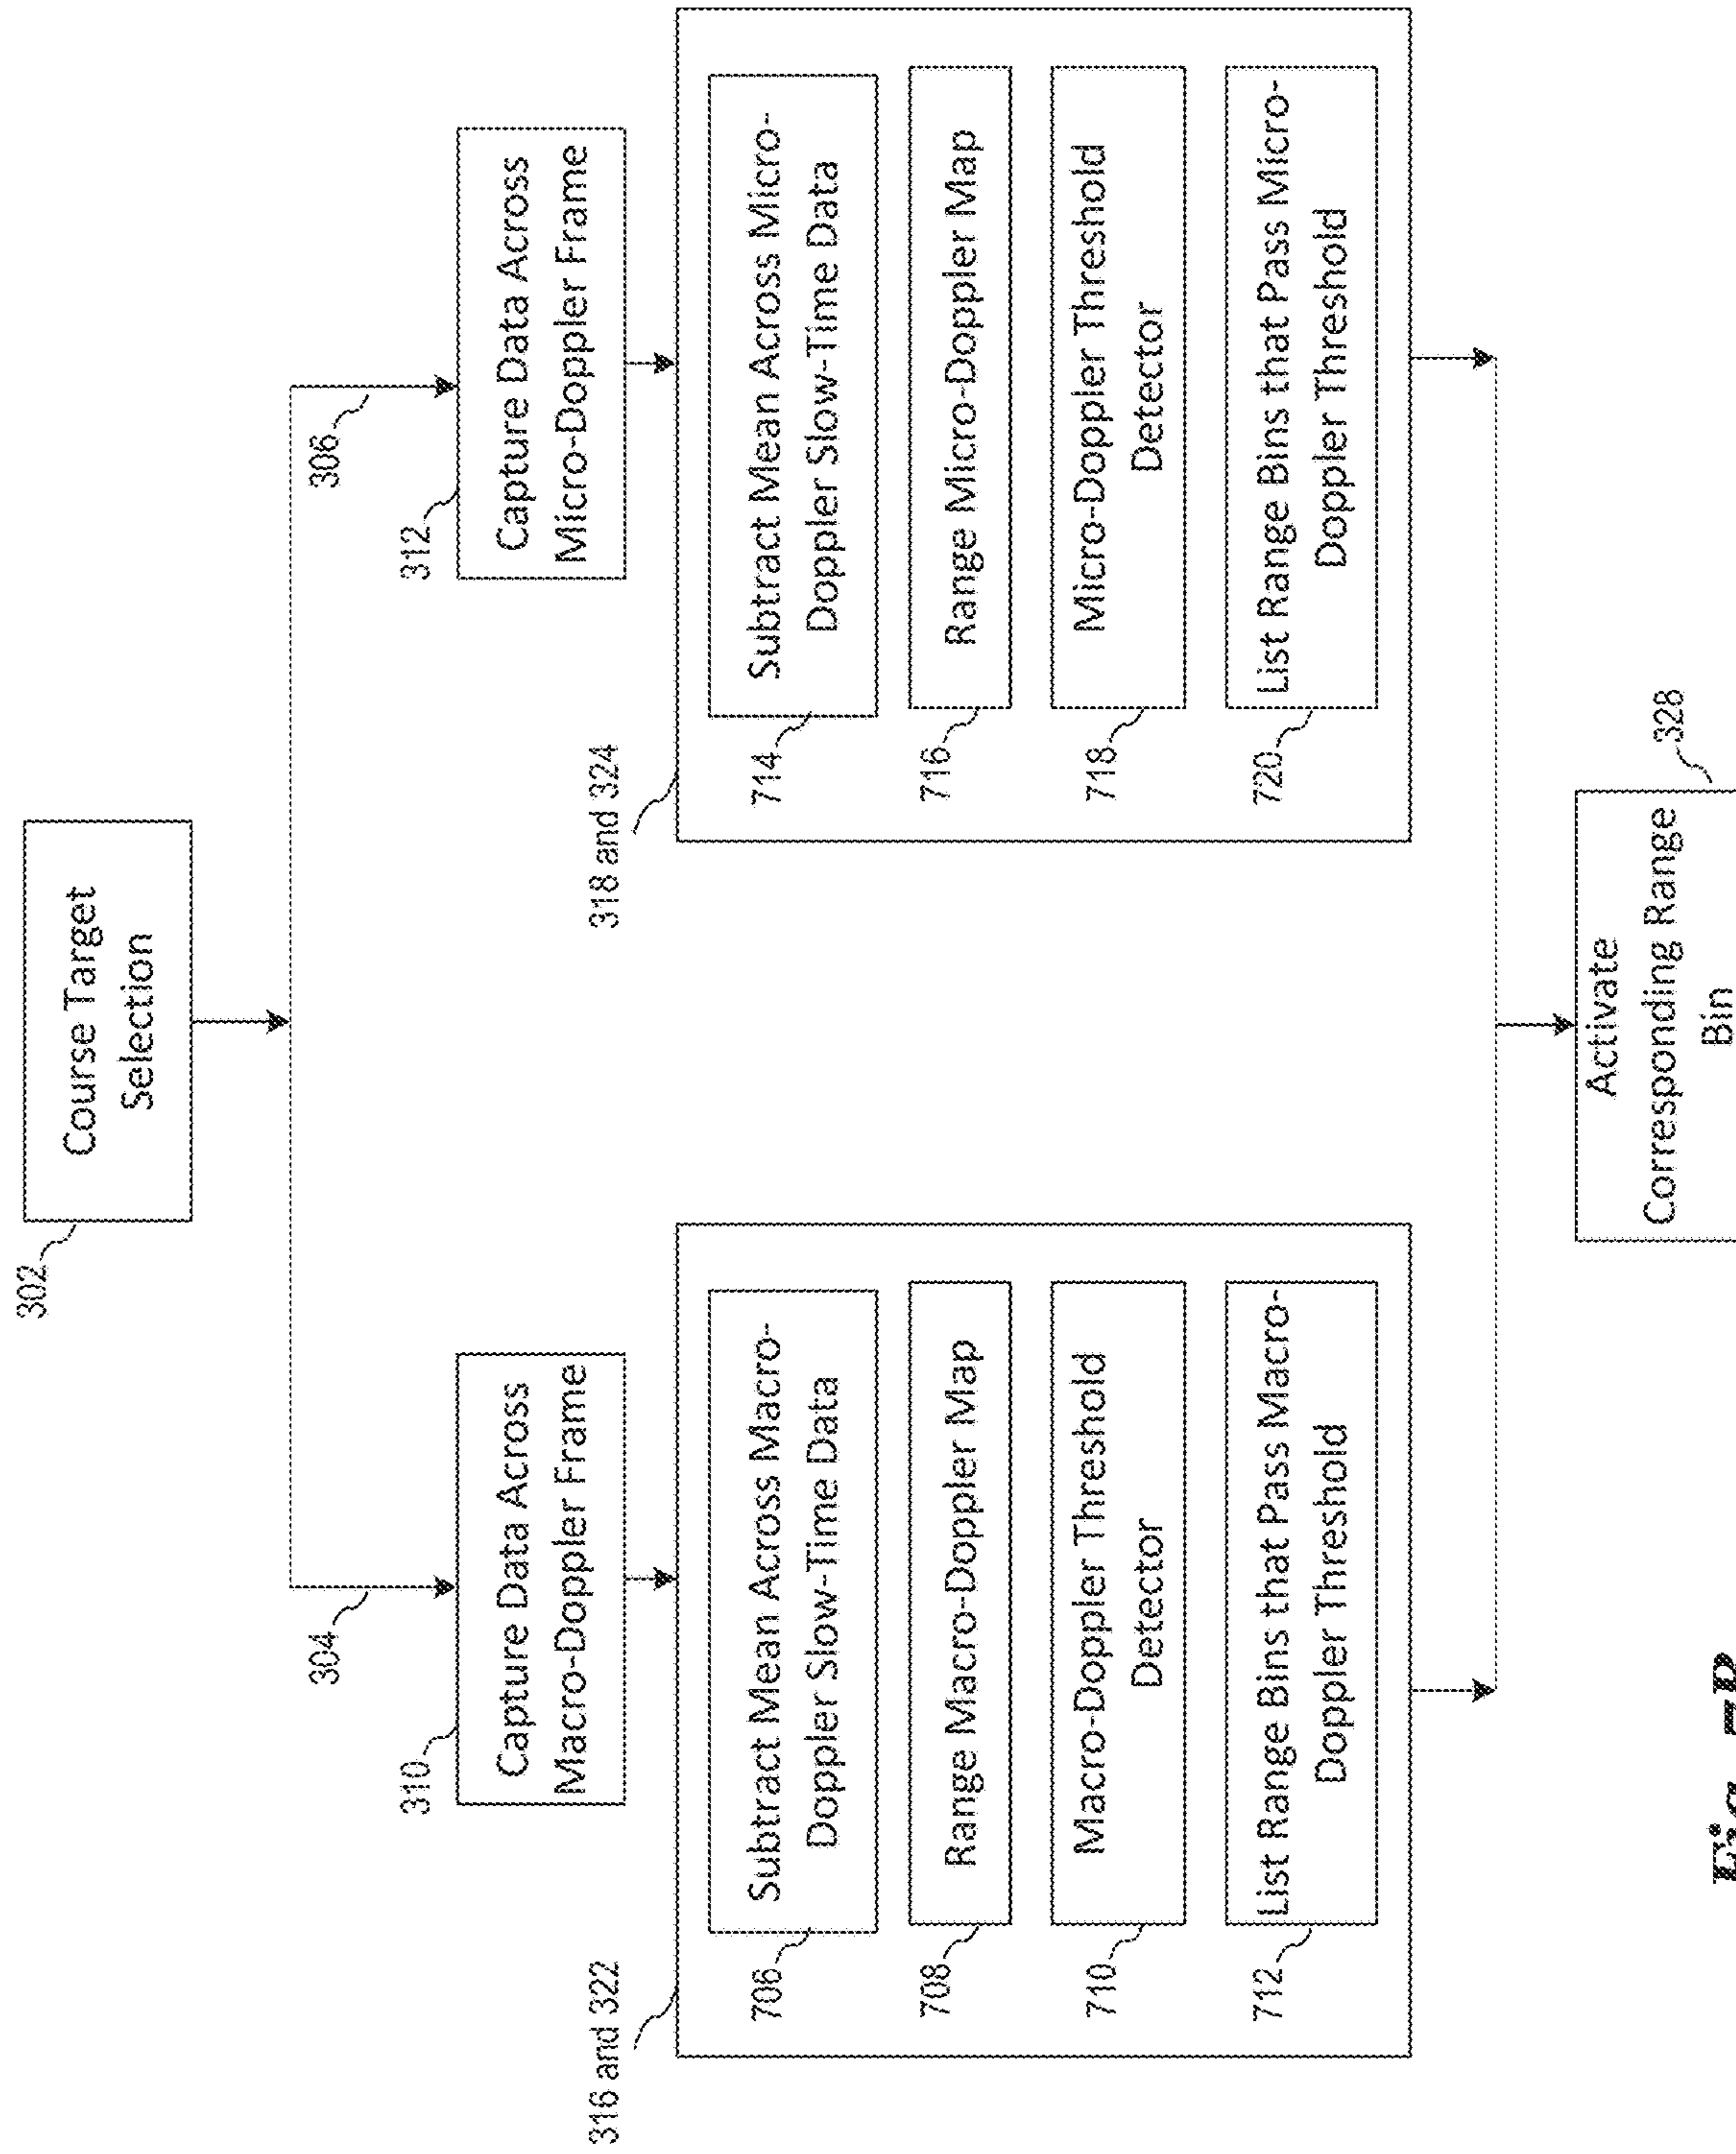 302
Course Target
Selection
304
306
310
Capture Data Across
Macro-Doppler Frame
312
Capture Data Across
Micro-Doppler Frame
316 and 322
706
Subtract Mean Across Macro-
Doppler Slow-Time Data
708
Range Macro-Doppler Map
710
Macro-Doppler Threshold
Detector
712
List Range Bins that Pass Macro-
Doppler Threshold
318 and 324
714
Subtract Mean Across Micro-
Doppler Slow-Time Data
716
Range Micro-Doppler Map
718
Micro-Doppler Threshold
Detector
720
List Range Bins that Pass Micro-
Doppler Threshold
328
Activate
Corresponding Range
Bin
Fig. 7B